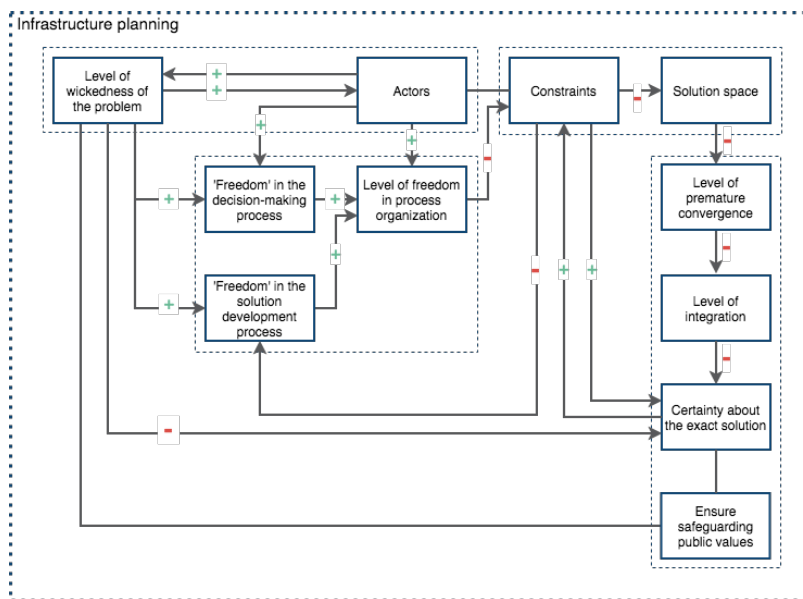 Infrastructure planning
Level of
wickedness of
the problem
+
+
Actors
Constraints
-
Solution space
+
+
-
-
'Freedom' in the
decision-making
process
+
+
Level of freedom
in process
organization
Level of
premature
convergence
+
-
+
+
-
'Freedom' in the
solution
development
process
+
Level of
integration
-
Certainty about
the exact solution
-
Ensure
safeguarding
public values